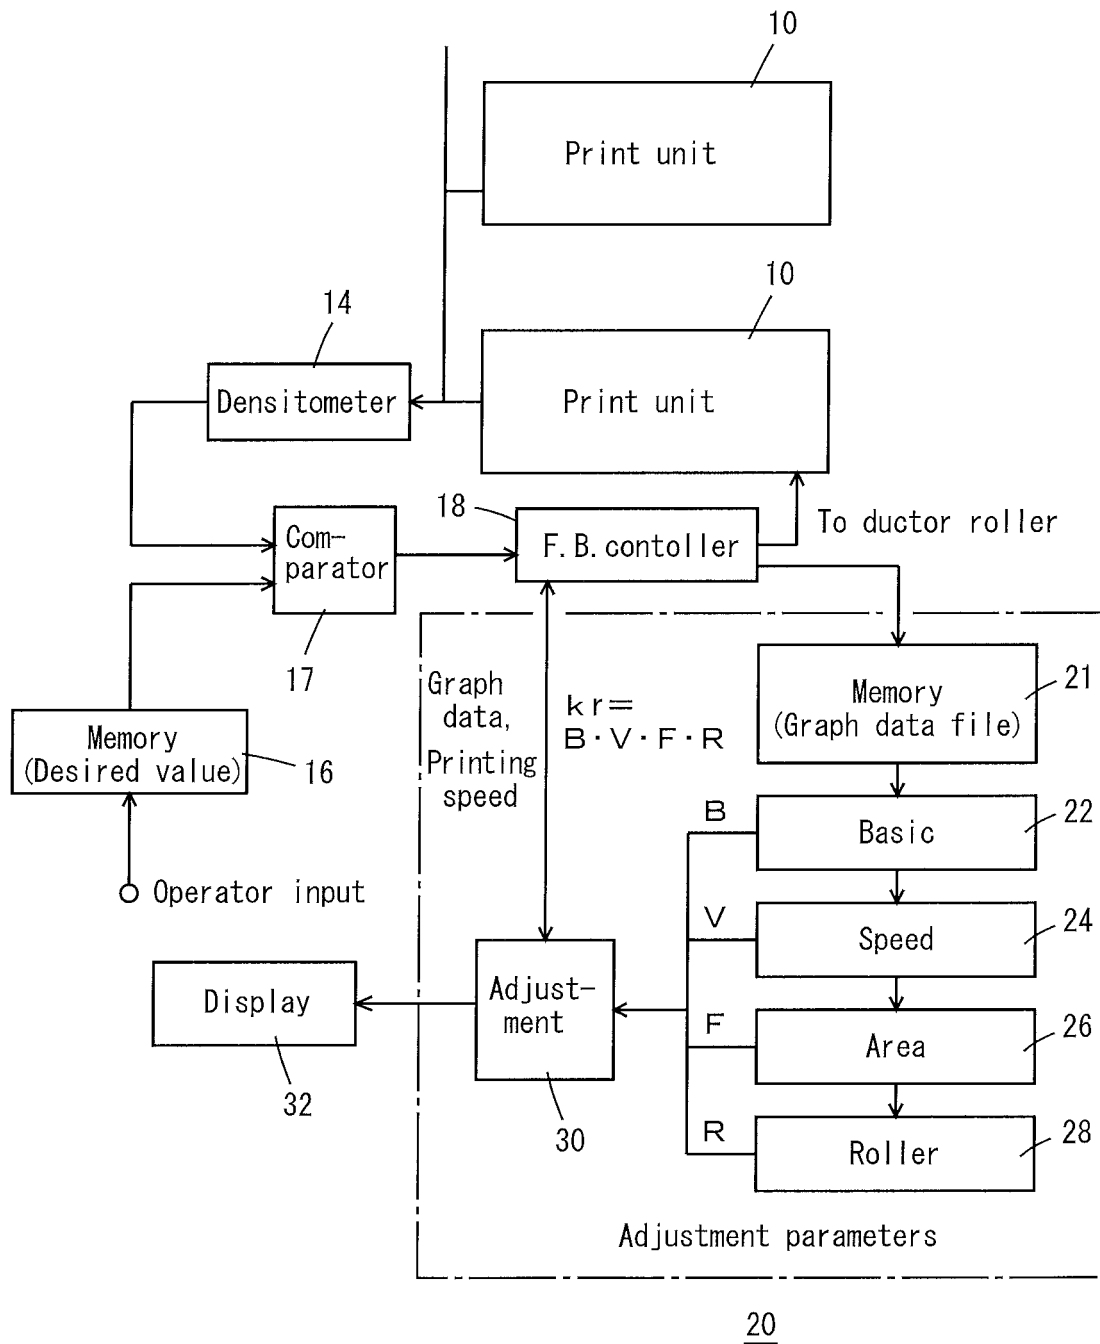 10
Print unit
10
Print unit
14
Densitometer
18
F.B.contoller
To ductor roller
Com-
parator
17
Graph
data,
Printing
speed
kr=
B·V·F·R
Memory
(Graph data file)
21
Memory
(Desired value)
16
Operator input
B
Basic
22
V
Speed
24
Adjust-
ment
30
Display
32
F
Area
26
R
Roller
28
Adjustment parameters
20